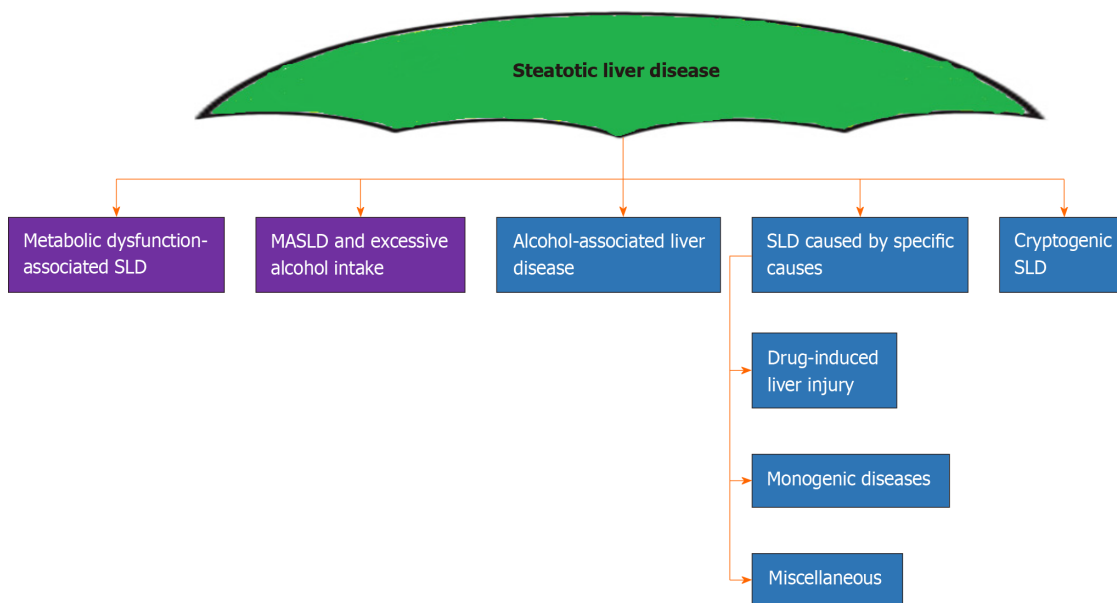 Steatotic liver disease
Metabolic dysfunction-
associated SLD
MASLD and excessive
alcohol intake
Alcohol-associated liver
disease
SLD caused by specific
causes
Cryptogenic
SLD
Drug-induced
liver injury
Monogenic diseases
Miscellaneous